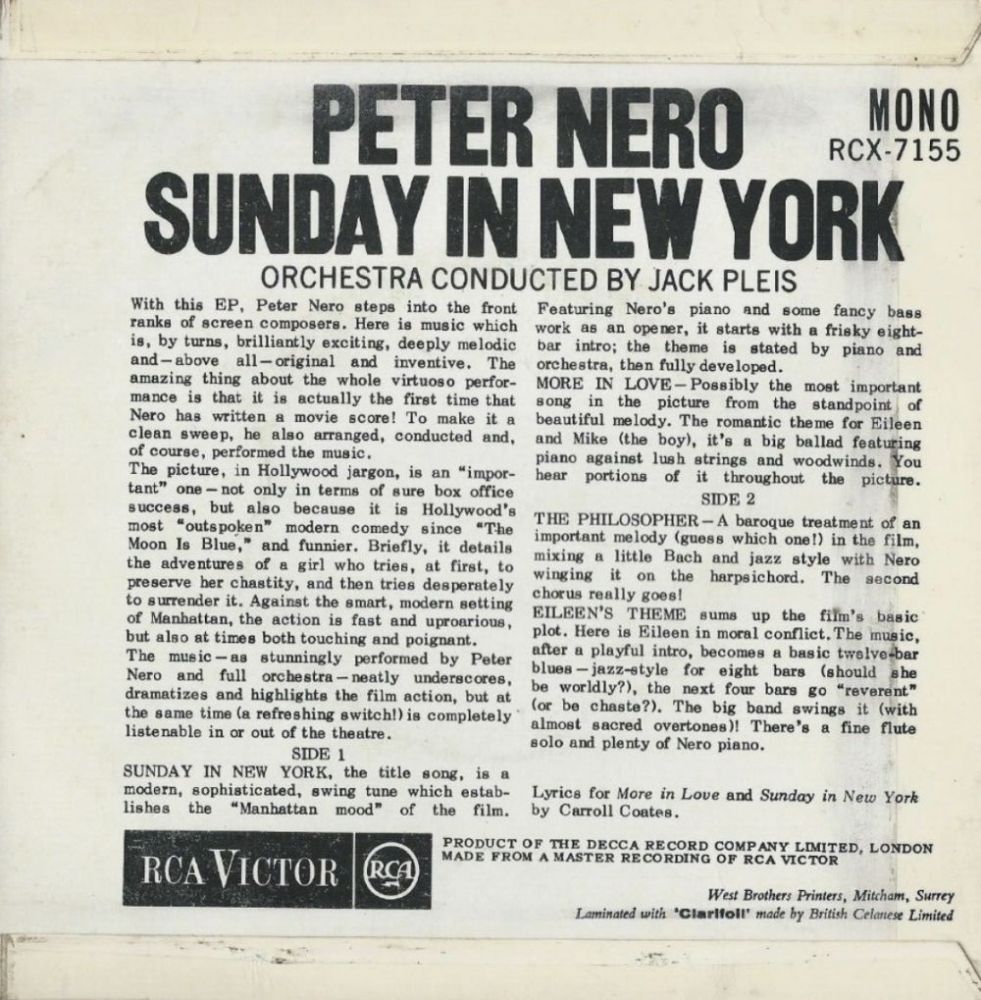 PETER NERO
SUNDAY IN NEW YORK
MONO
RCX-7155
ORCHESTRA CONDUCTED BY JACK PLEIS
With this EP, Peter Nero steps into the front
ranks of screen composers. Here is music which
is, by turns, brilliantly exciting, deeply melodic
and—above all—original and inventive. The
amazing thing about the whole virtuoso perfor-
mance is that it is actually the first time that
Nero has written a movie score! To make it a
clean sweep, he also arranged, conducted and,
of course, performed the music.
The picture, in Hollywood jargon, is an "impor-
tant" one—not only in terms of sure box office
success, but also because it is Hollywood's
most "outspoken" modern comedy since "The
Moon Is Blue," and funnier. Briefly, it details
the adventures of a girl who tries, at first, to
preserve her chastity, and then tries desperately
to surrender it. Against the smart, modern setting
of Manhattan, the action is fast and uproarious,
but also at times both touching and poignant.
The music—as stunningly performed by Peter
Nero and full orchestra—neatly underscores,
dramatizes and highlights the film action, but at
the same time (a refreshing switch!) is completely
listenable in or out of the theatre.
SIDE 1
SUNDAY IN NEW YORK, the title song, is a
modern, sophisticated, swing tune which estab-
lishes the "Manhattan mood" of the film.
Featuring Nero's piano and some fancy bass
work as an opener, it starts with a frisky eight-
bar intro; the theme is stated by piano and
orchestra, then fully developed.
MORE IN LOVE—Possibly the most important
song in the picture from the standpoint of
beautiful melody. The romantic theme for Eileen
and Mike (the boy), it's a big ballad featuring
piano against lush strings and woodwinds. You
hear portions of it throughout the picture.
SIDE 2
THE PHILOSOPHER—A baroque treatment of an
important melody (guess which one!) in the film,
mixing a little Bach and jazz style with Nero
winging it on the harpsichord. The second
chorus really goes!
EILEEN'S THEME sums up the film's basic
plot. Here is Eileen in moral conflict. The music,
after a playful intro, becomes a basic twelve-bar
blues—jazz-style for eight bars (should she
be worldly?), the next four bars go "reverent"
(or be chaste?). The big band swings it (with
almost sacred overtones)! There's a fine flute
solo and plenty of Nero piano.
Lyrics for More in Love and Sunday in New York
by Carroll Coates.
RCA VICTOR
RCA
PRODUCT OF THE DECCA RECORD COMPANY LIMITED, LONDON
MADE FROM A MASTER RECORDING OF RCA VICTOR
West Brothers Printers, Mitcham, Surrey
Laminated with 'Clarifoil' made by British Celanese Limited